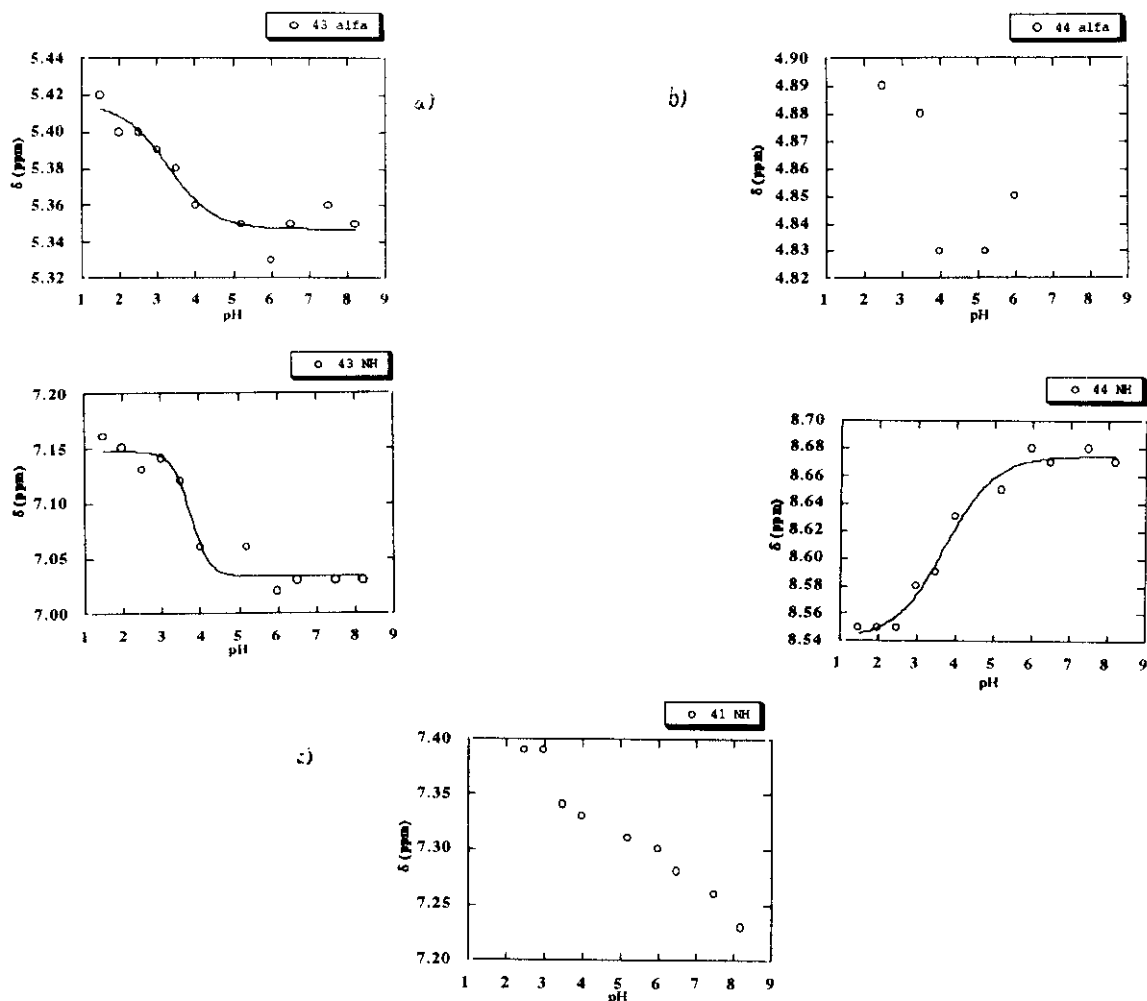 43 alfa
5.44
5.42
5.40
5.38
5.36
5.34
5.32
δ (ppm)
1 2 3 4 5 6 7 8 9
pH
a)
44 alfa
b)
4.90
4.89
4.88
4.86
4.85
4.84
4.83
4.82
δ (ppm)
1 2 3 4 5 6 7 8 9
pH
43 NH
7.20
7.15
7.10
7.05
7.00
δ (ppm)
1 2 3 4 5 6 7 8 9
pH
44 NH
8.70
8.68
8.66
8.64
8.62
8.60
8.58
8.56
8.54
δ (ppm)
1 2 3 4 5 6 7 8 9
pH
41 NH
c)
7.40
7.35
7.30
7.25
7.20
δ (ppm)
1 2 3 4 5 6 7 8 9
pH